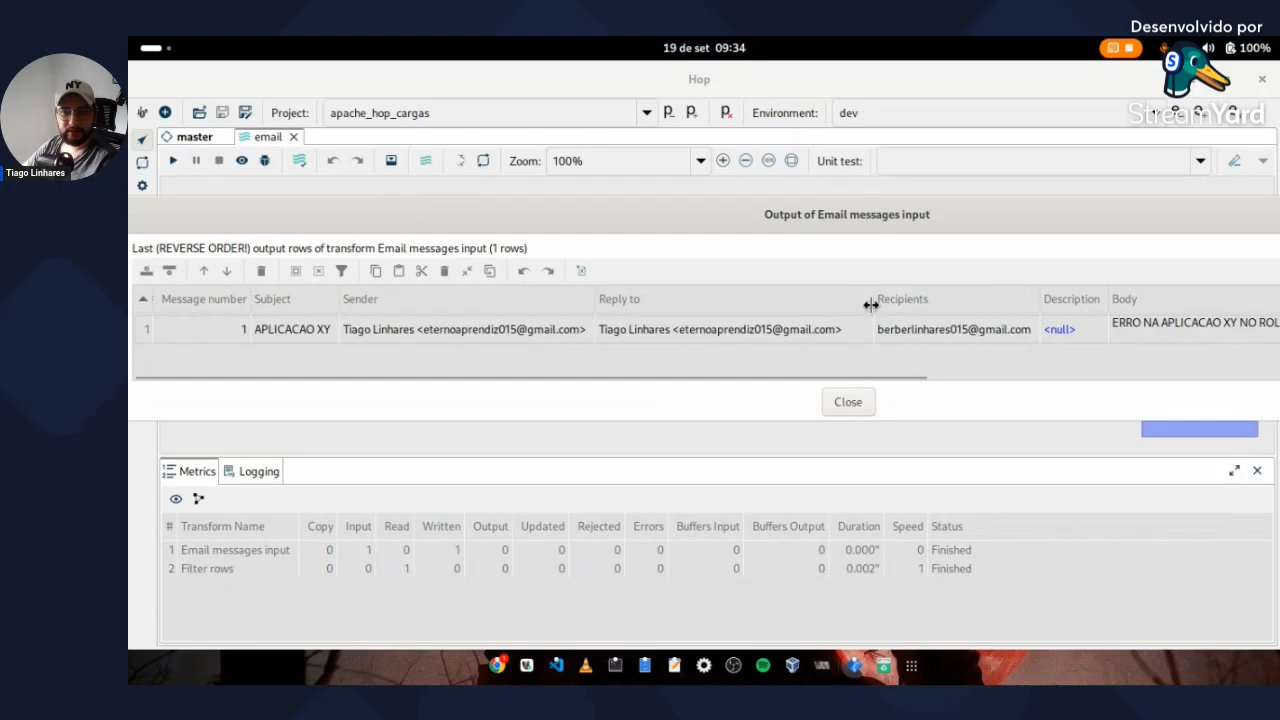 Desenvolvido por
StreamYard
19 de set 09:34
100%
Hop
Project: apache_hop_cargas Environment: dev
master email
Zoom: 100% Unit test:
Tiago Linhares
Output of Email messages input
Last (REVERSE ORDER!) output rows of transform Email messages input (1 rows)
Message number Subject Sender Reply to Recipients Description Body
1 1 APLICACAO XY Tiago Linhares <eternoaprendiz015@gmail.com> Tiago Linhares <eternoaprendiz015@gmail.com> berberlinhares015@gmail.com <null> ERRO NA APLICACAO XY NO ROL
Close
Metrics Logging
# Transform Name Copy Input Read Written Output Updated Rejected Errors Buffers Input Buffers Output Duration Speed Status
1 Email messages input 0 1 0 1 0 0 0 0 0 0 0.000" 0 Finished
2 Filter rows 0 0 1 0 0 0 0 0 0 0 0.002" 1 Finished